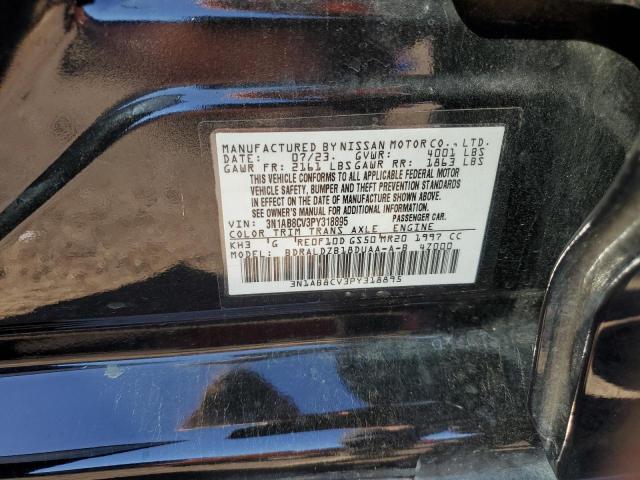 MANUFACTURED BY NISSAN MOTOR CO., LTD.
DATE: 07/23 GVWR: 4001 LBS
GAWR FR: 2161 LBS GAWR RR: 1863 LBS
THIS VEHICLE CONFORMS TO ALL APPLICABLE FEDERAL MOTOR
VEHICLE SAFETY, BUMPER AND THEFT PREVENTION STANDARDS
IN EFFECT ON THE DATE OF MANUFACTURE SHOWN ABOVE.
SEE OWNER'S MANUAL FOR ADDITIONAL INFORMATION.
VIN: 3N1AB8CV3PY318895 PASSENGER CAR.
COLOR TRIM TRANS AXLE ENGINE
KH3 G RE0F10D GS50 MR20 1997 CC
MODEL: BDRALDZB18DUAA-A-B 47000
3N1AB8CV3PY318895